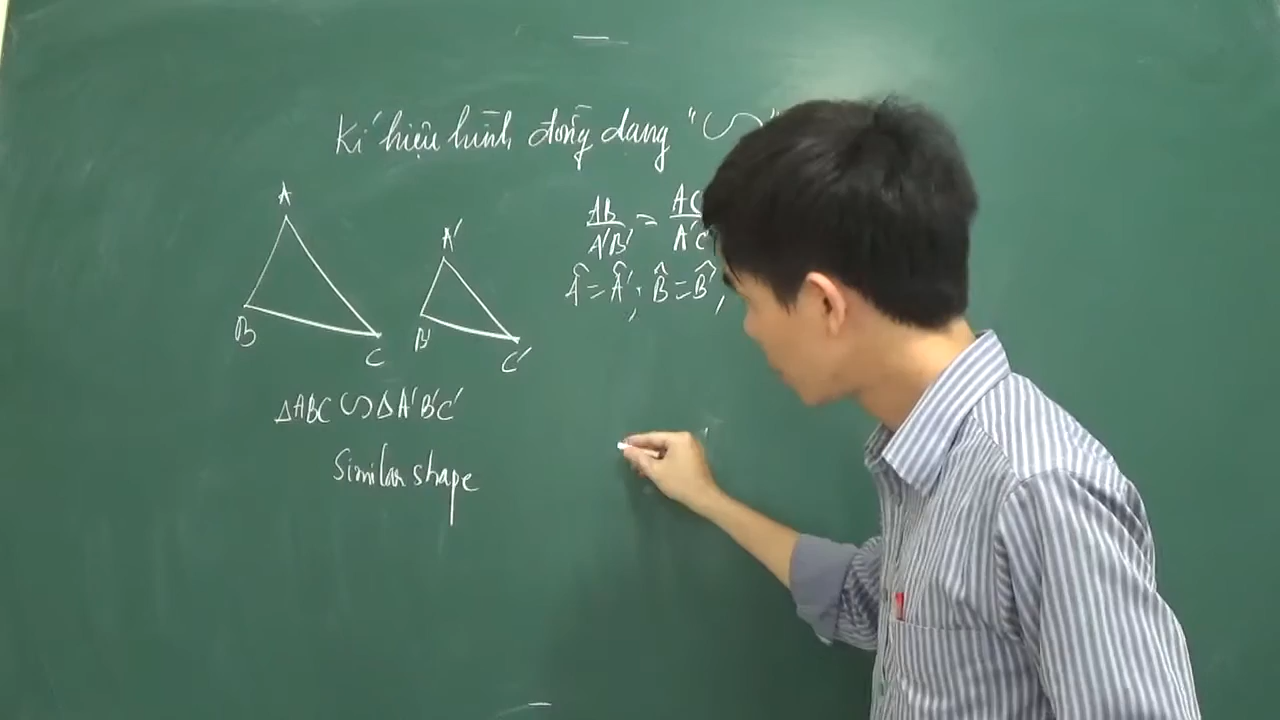 Kí hiệu hình đồng dạng "∽"
A
A'
B
C
B'
C'
AB/A'B' = AC/A'C'
Â = Â', B̂ = B̂',
ΔABC ∽ ΔA'B'C'
Similar shape